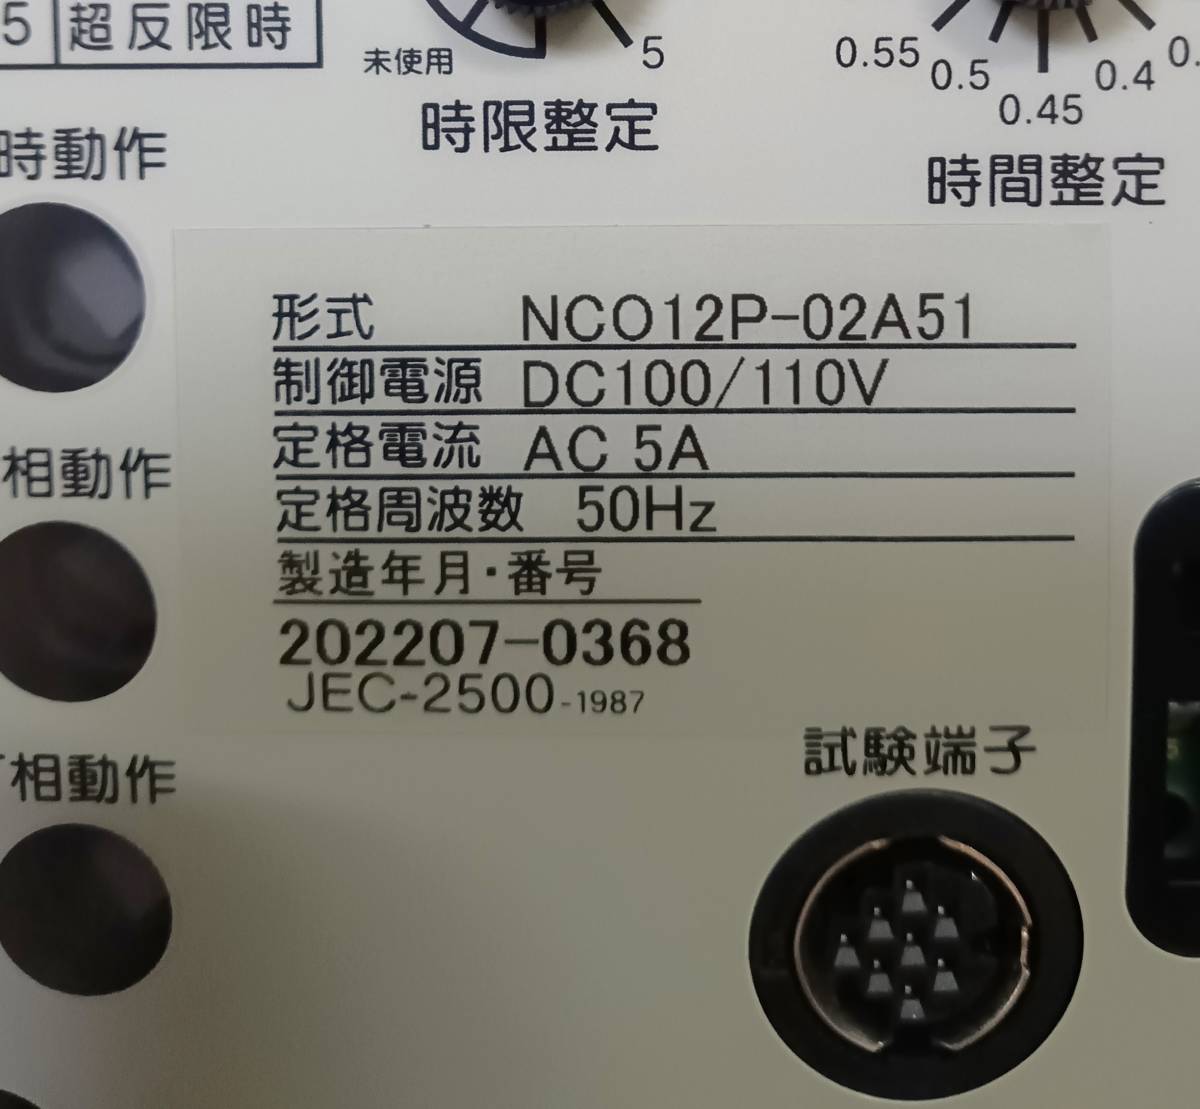 5 超反限時
未使用
5
時限整定
0.55
0.5
0.45
0.4
0.
時間整定
時動作
形式 NCO12P-02A51
制御電源 DC100/110V
定格電流 AC 5A
相動作
定格周波数 50Hz
製造年月・番号
202207-0368
JEC-2500-1987
試験端子
相動作